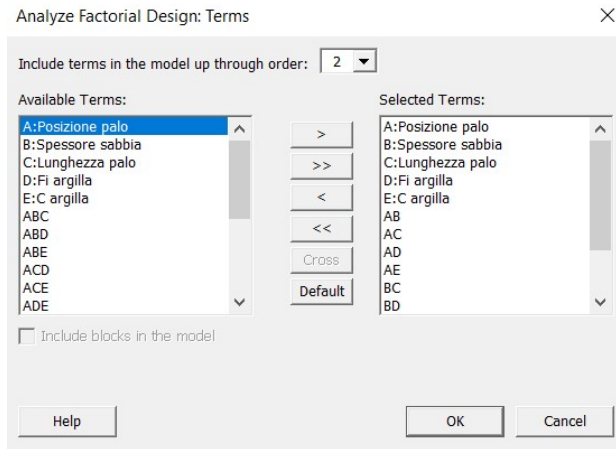 Analyze Factorial Design: Terms
Include terms in the model up through order: 2
Available Terms:
A:Posizione palo
B:Spessore sabbia
C:Lunghezza palo
D:Fi argilla
E:C argilla
ABC
ABD
ABE
ACD
ACE
ADE
>
>>
<
<<
Cross
Default
Selected Terms:
A:Posizione palo
B:Spessore sabbia
C:Lunghezza palo
D:Fi argilla
E:C argilla
AB
AC
AD
AE
BC
BD
Include blocks in the model
Help
OK
Cancel